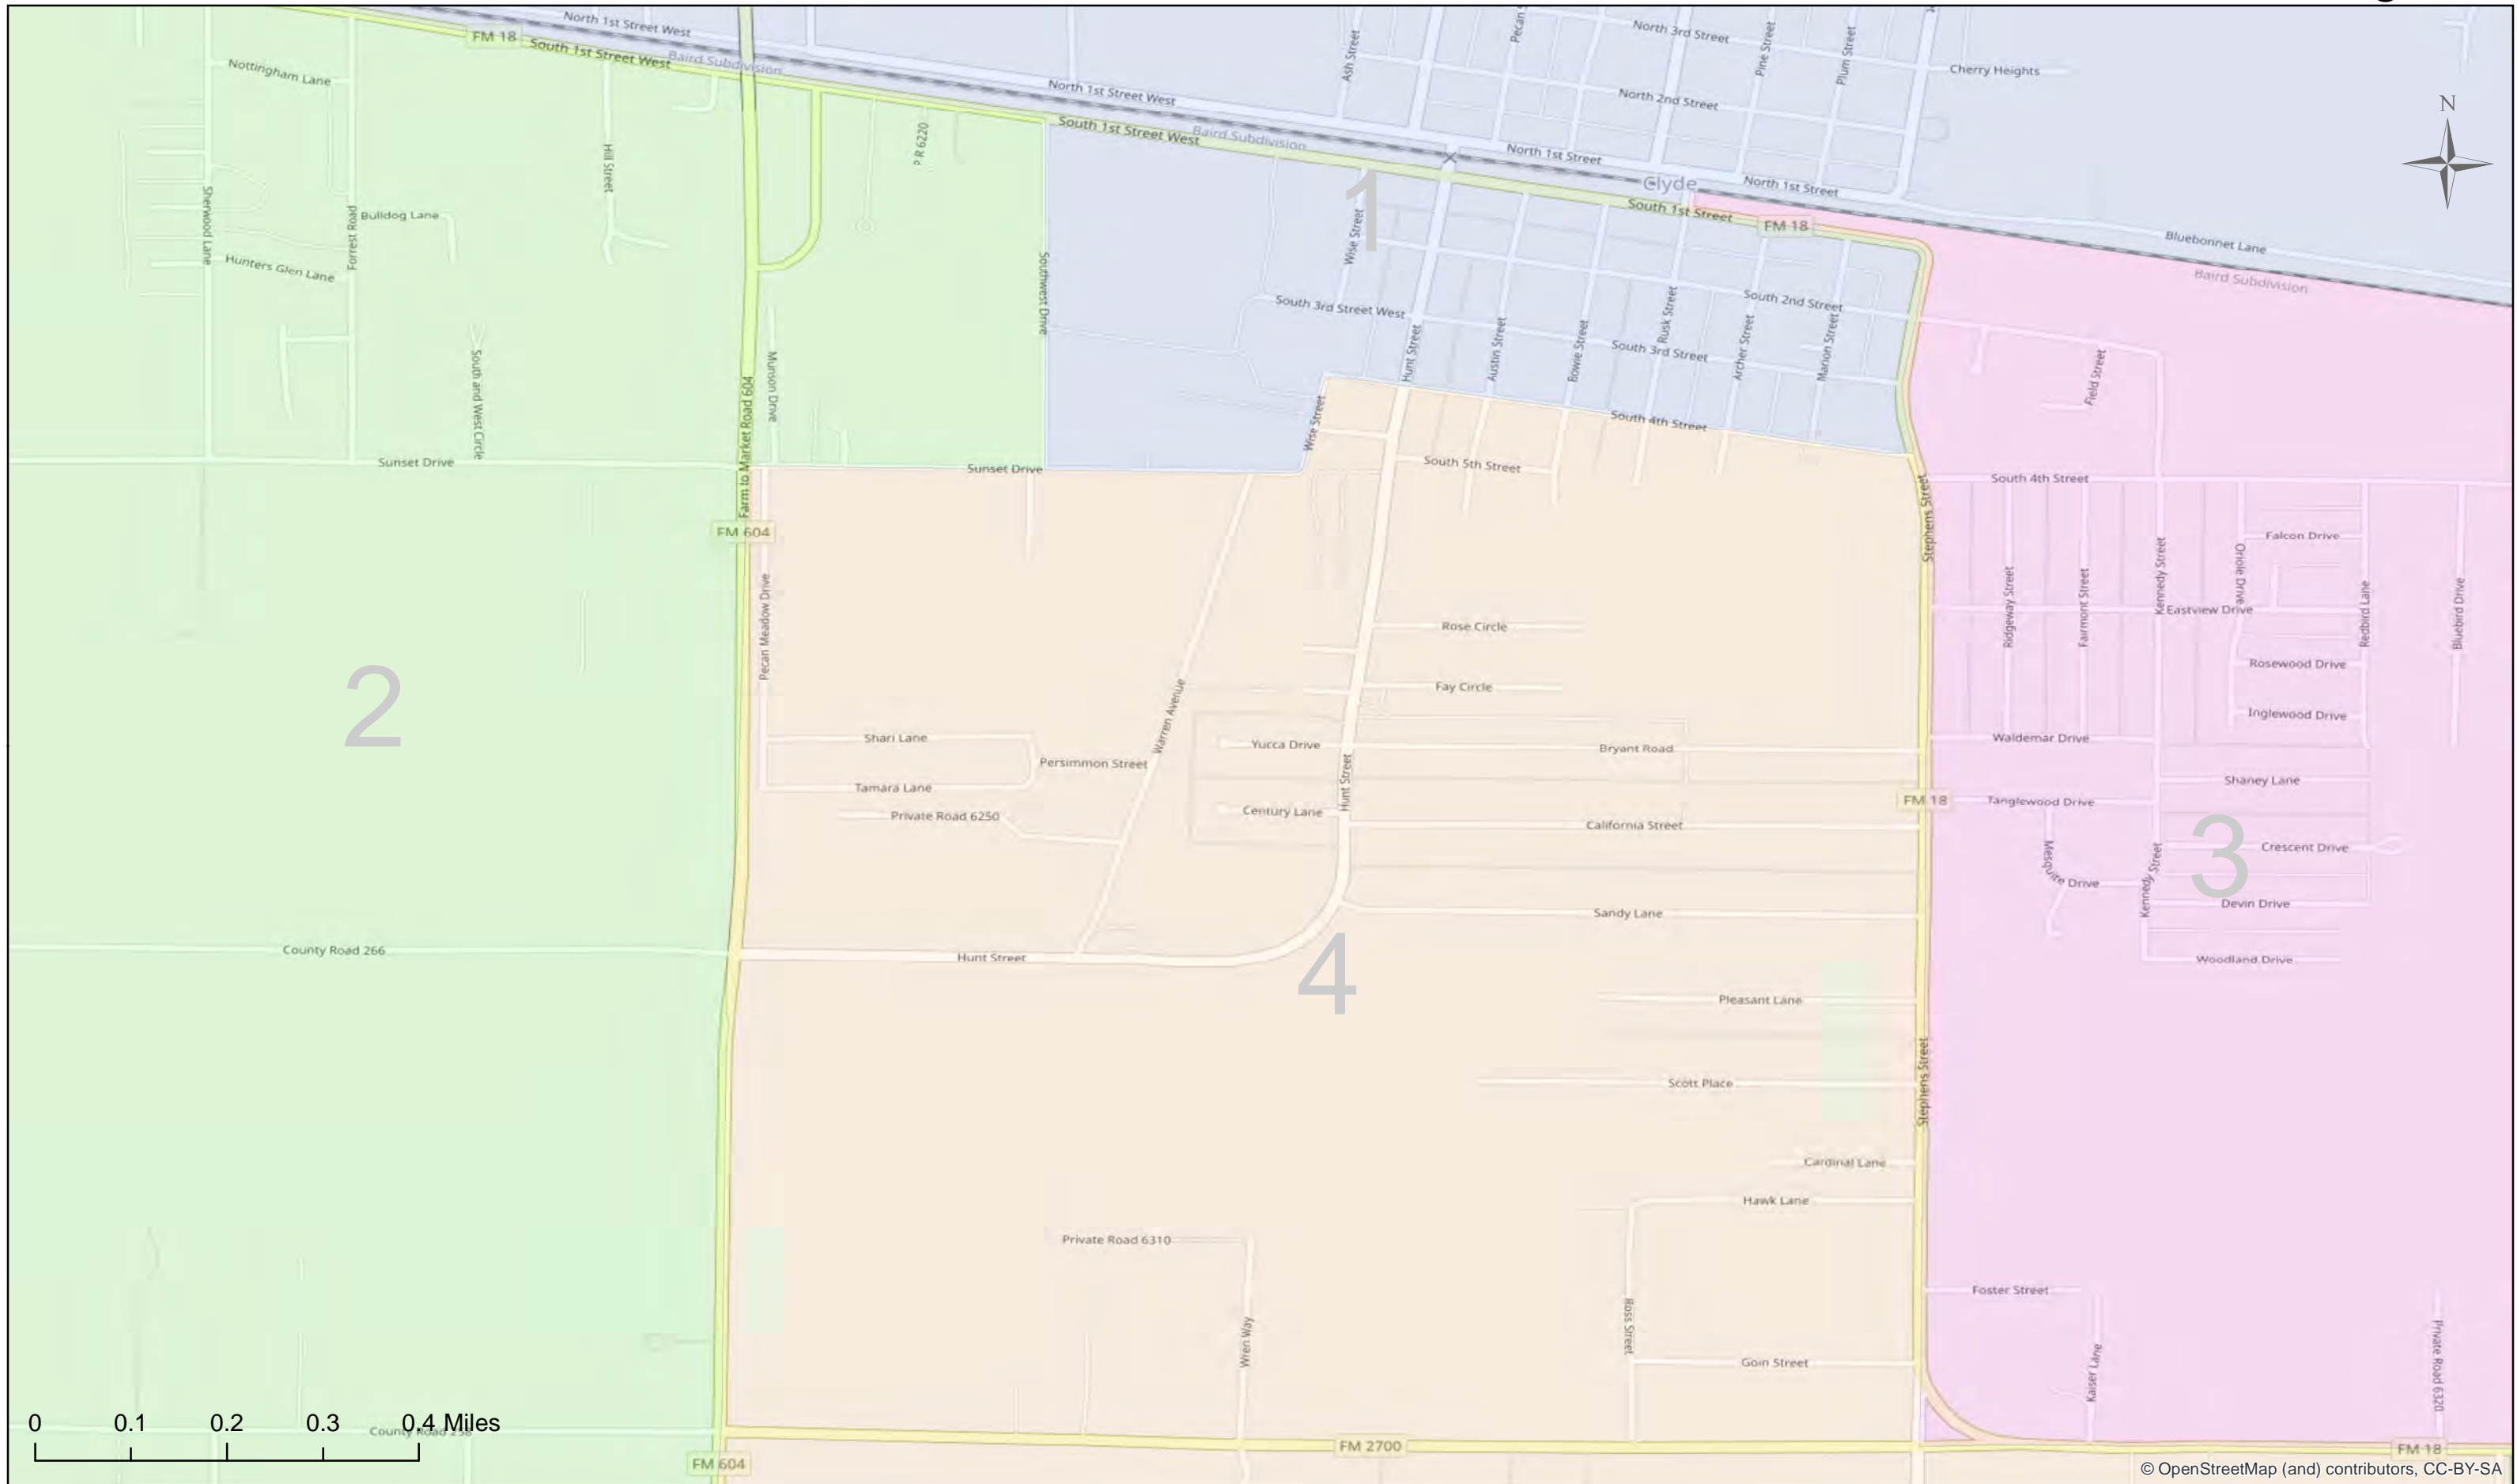 g
North 1st Street West
FM 18
South 1st Street West
Baird Subdivision
Nottingham Lane
North 1st Street West
South 1st Street West
Baird Subdivision
Ash Street
Pecan
North 3rd Street
Pine Street
Plum Street
Cherry Heights
North 2nd Street
N
North 1st Street
Clyde
North 1st Street
South 1st Street
FM 18
Bluebonnet Lane
Baird Subdivision
Hill Street
P R 6220
Sherwood Lane
Forrest Road
Bulldog Lane
Hunters Glen Lane
1
Wise Street
Southwest Drive
South 3rd Street West
South 2nd Street
South 3rd Street
Hunt Street
Austin Street
Bowie Street
Rusk Street
Archer Street
Marion Street
Field Street
South and West Circle
Munson Drive
Farm to Market Road 604
Wise Street
South 4th Street
Sunset Drive
Sunset Drive
South 5th Street
South 4th Street
Stephens Street
FM 604
Falcon Drive
Oriole Drive
Kennedy Street
Ridgeway Street
Fairmont Street
Eastview Drive
Redbird Lane
Bluebird Drive
Pecan Meadow Drive
Rose Circle
Rosewood Drive
Fay Circle
2
Warren Avenue
Inglewood Drive
Shari Lane
Yucca Drive
Bryant Road
Waldemar Drive
Persimmon Street
Hunt Street
Shaney Lane
Tamara Lane
FM 18
Tanglewood Drive
Private Road 6250
Century Lane
California Street
3
Crescent Drive
Mesquite Drive
Kennedy Street
Devin Drive
Sandy Lane
County Road 266
Hunt Street
Woodland Drive
4
Pleasant Lane
Scott Place
Stephens Street
Cardinal Lane
Hawk Lane
Private Road 6310
Foster Street
Wren Way
Ross Street
Goin Street
Kaiser Lane
Private Road 6320
0 0.1 0.2 0.3 0.4 Miles
County Road 258
FM 2700
FM 18
FM 604
© OpenStreetMap (and) contributors, CC-BY-SA